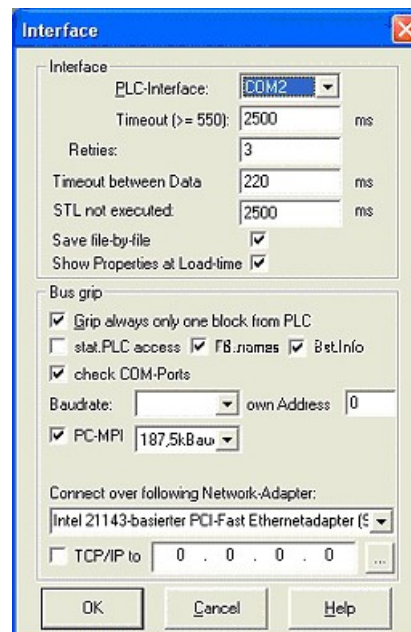 Interface
Interface
PLC-Interface: COM2
Timeout (>= 550): 2500 ms
Retries: 3
Timeout between Data 220 ms
STL not executed: 2500 ms
Save file-by-file
Show Properties at Load-time
Bus grip
Grip always only one block from PLC
stat.PLC access FB.names Bst.Info
check COM-Ports
Baudrate: own Address 0
PC-MPI 187,5kBau
Connect over following Network-Adapter:
Intel 21143-basierter PCI-Fast Ethernetadapter (S
TCP/IP to 0 . 0 . 0 . 0 ...
OK Cancel Help